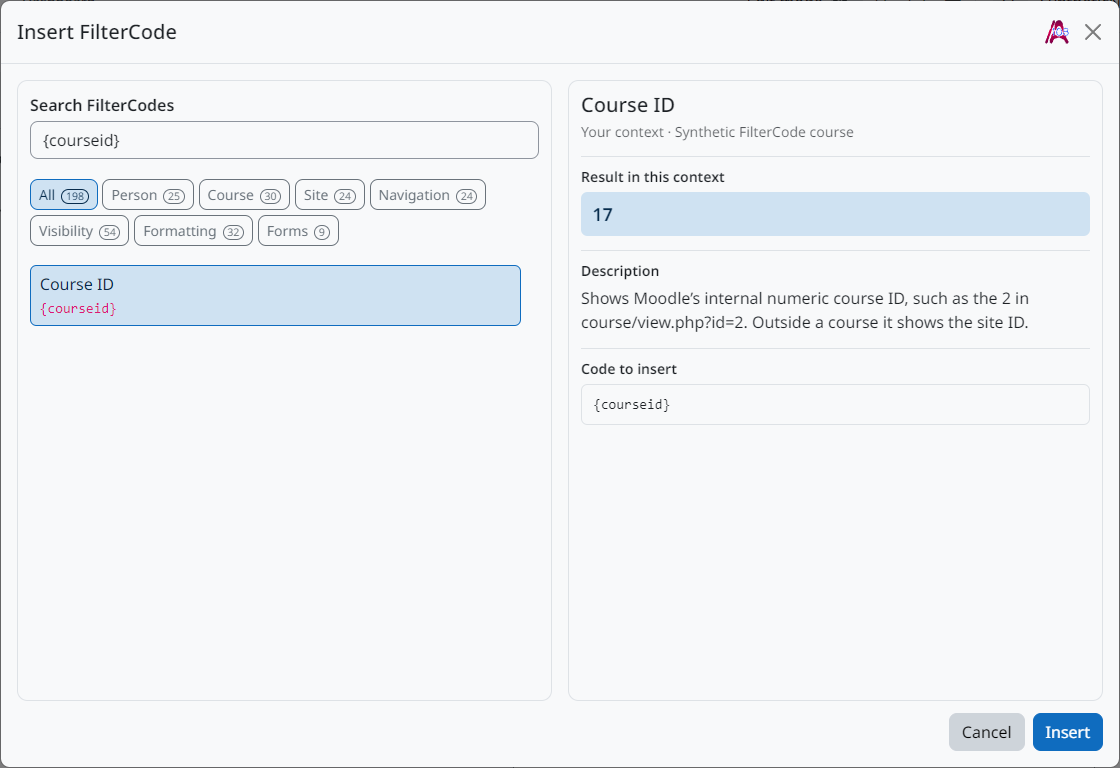 Insert FilterCode
Search FilterCodes
{courseid}
All 198
Person 25
Course 30
Site 24
Navigation 24
Visibility 54
Formatting 32
Forms 9
Course ID
{courseid}
Course ID
Your context · Synthetic FilterCode course
Result in this context
17
Description
Shows Moodle’s internal numeric course ID, such as the 2 in
course/view.php?id=2. Outside a course it shows the site ID.
Code to insert
{courseid}
Cancel
Insert